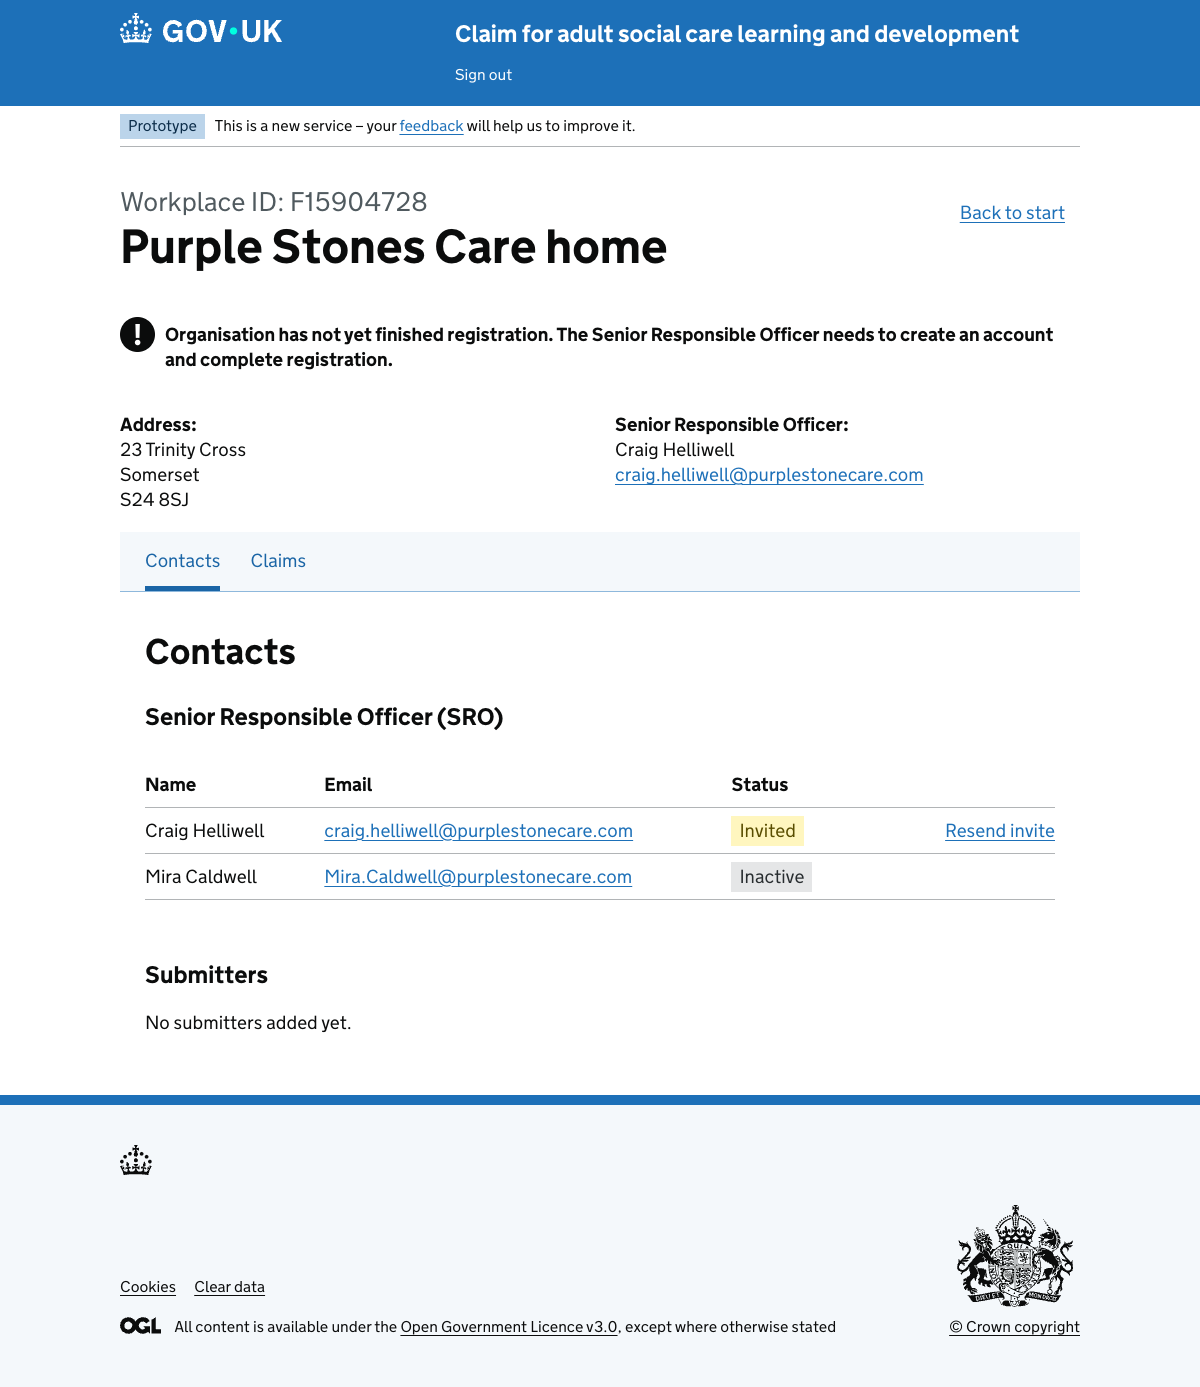 GOV·UK
Claim for adult social care learning and development
Sign out
Prototype This is a new service – your feedback will help us to improve it.
Workplace ID: F15904728
Back to start
Purple Stones Care home
! Organisation has not yet finished registration. The Senior Responsible Officer needs to create an account
and complete registration.
Address:
23 Trinity Cross
Somerset
S24 8SJ
Senior Responsible Officer:
Craig Helliwell
craig.helliwell@purplestonecare.com
Contacts Claims
Contacts
Senior Responsible Officer (SRO)
Name Email Status
Craig Helliwell craig.helliwell@purplestonecare.com Invited Resend invite
Mira Caldwell Mira.Caldwell@purplestonecare.com Inactive
Submitters
No submitters added yet.
Cookies Clear data
OGL All content is available under the Open Government Licence v3.0, except where otherwise stated
© Crown copyright